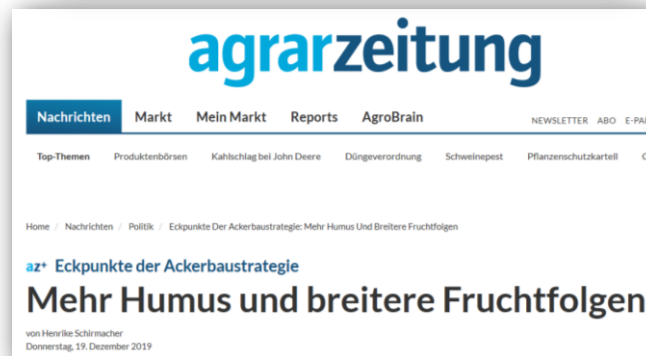 agrarzeitung
Nachrichten Markt Mein Markt Reports AgroBrain NEWSLETTER ABO
Top-Themen Produktenbörsen Kahlschlag bei John Deere Düngeverordnung Schweinepest Pflanzenschutzkartell
Home / Nachrichten / Politik / Eckpunkte Der Ackerbaustrategie: Mehr Humus Und Breitere Fruchtfolgen
az+ Eckpunkte der Ackerbaustrategie
Mehr Humus und breitere Fruchtfolgen
von Henrike Schirmacher
Donnerstag, 19. Dezember 2019